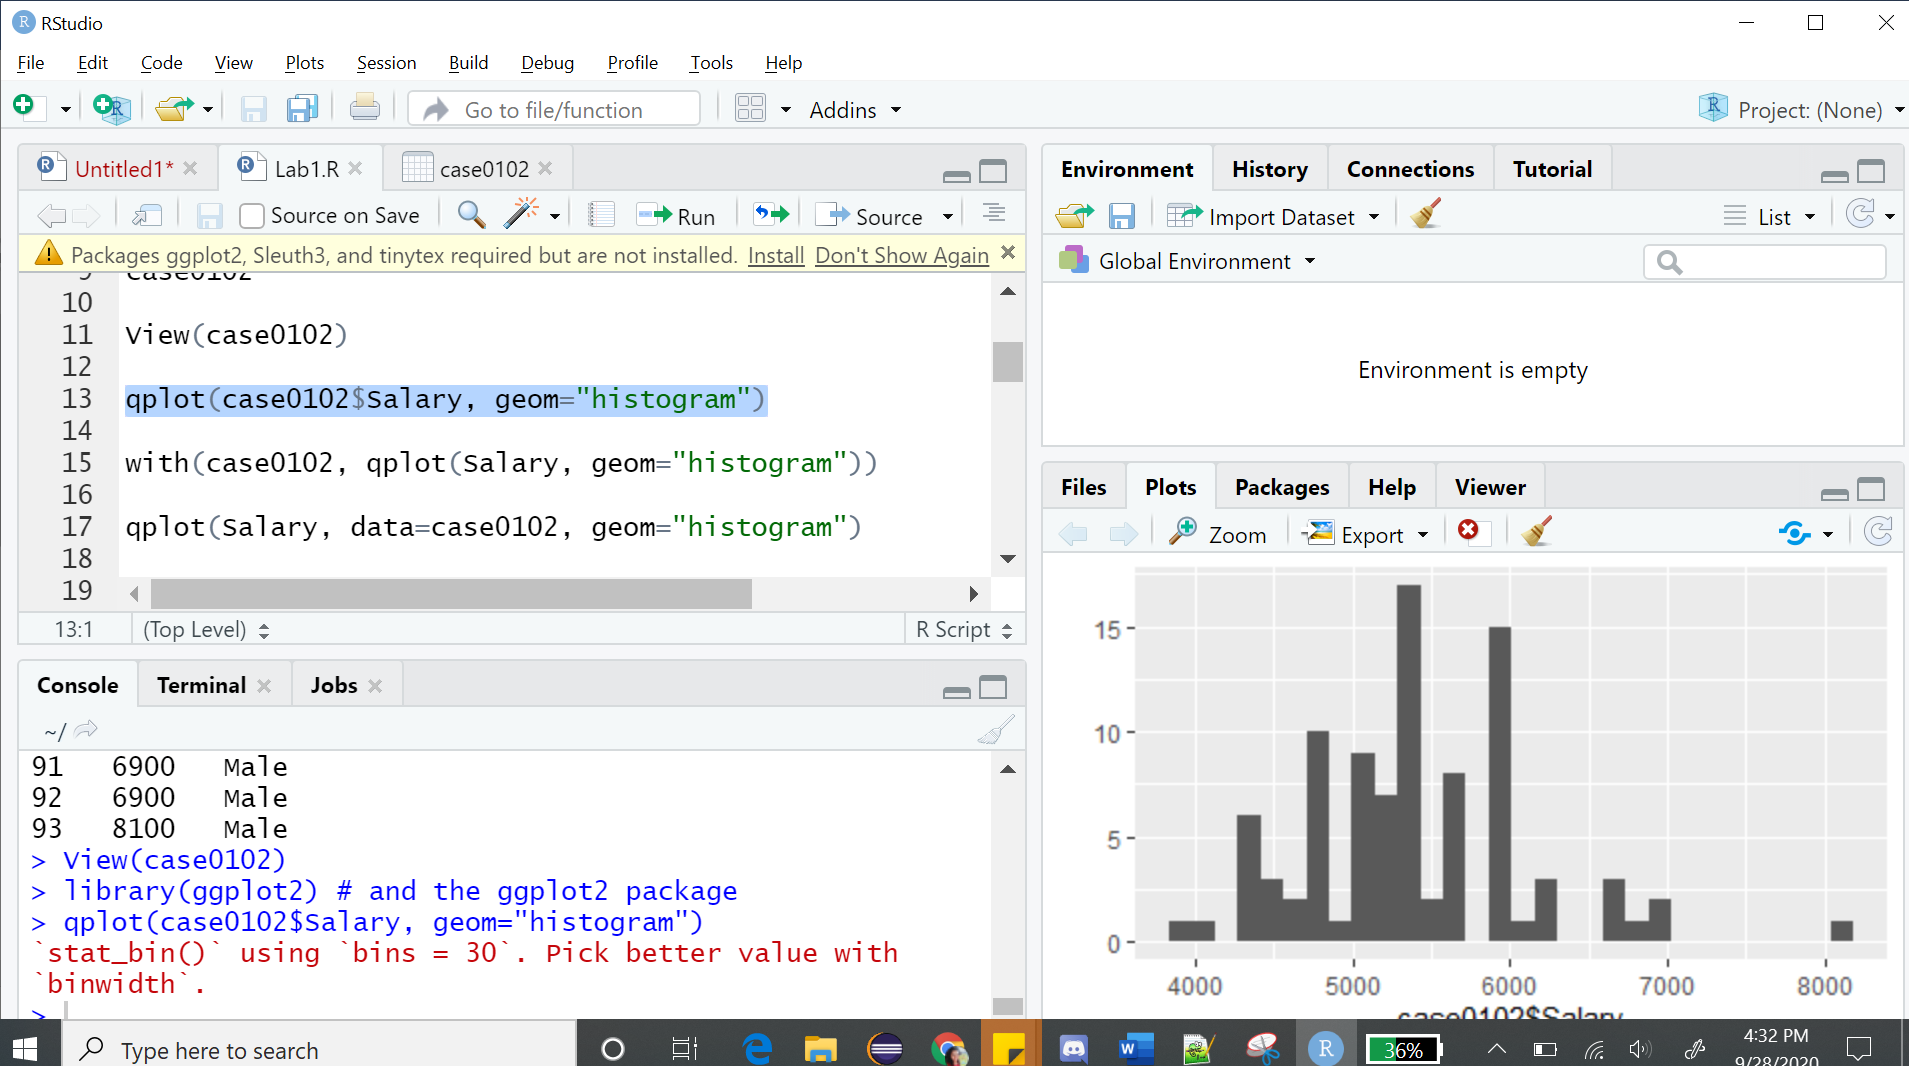 RStudio
File Edit Code View Plots Session Build Debug Profile Tools Help
Go to file/function
Addins
Project: (None)
Untitled1*
Lab1.R
case0102
Source on Save
Run
Source
Packages ggplot2, Sleuth3, and tinytex required but are not installed. Install Don't Show Again
9 case0102
10
11 View(case0102)
12
13 qplot(case0102$Salary, geom="histogram")
14
15 with(case0102, qplot(Salary, geom="histogram"))
16
17 qplot(Salary, data=case0102, geom="histogram")
18
19
13:1
(Top Level)
R Script
Console
Terminal
Jobs
~/
91 6900 Male
92 6900 Male
93 8100 Male
> View(case0102)
> library(ggplot2) # and the ggplot2 package
> qplot(case0102$Salary, geom="histogram")
`stat_bin()` using `bins = 30`. Pick better value with
`binwidth`.
>
Environment
History
Connections
Tutorial
Import Dataset
List
Global Environment
Environment is empty
Files
Plots
Packages
Help
Viewer
Zoom
Export
15
10
5
0
4000
5000
6000
7000
8000
case0102$Salary
Type here to search
36%
4:32 PM
9/28/2020